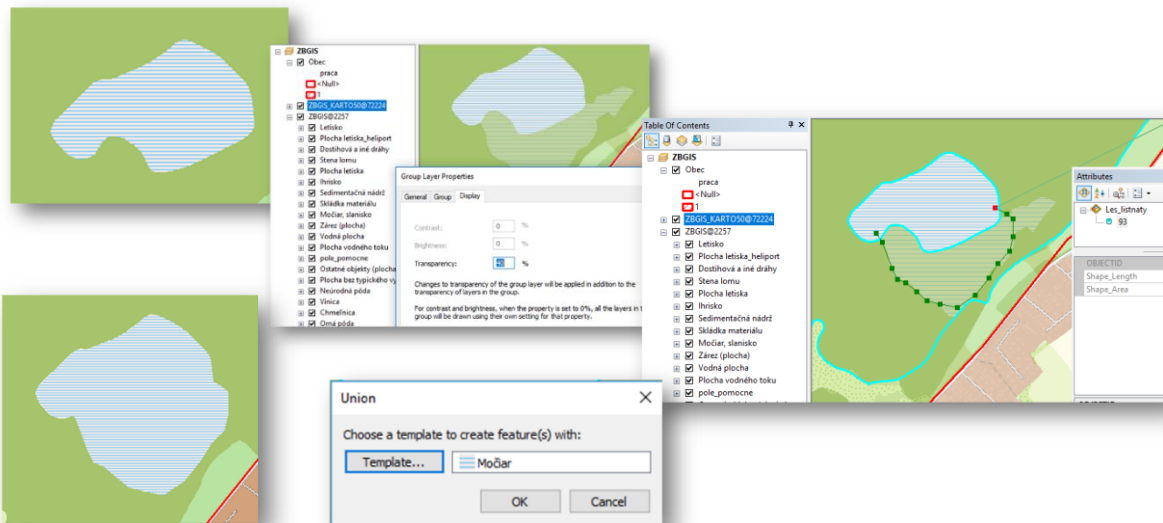 ZBGIS
Obec
praca
<Null>
1
ZBGIS_KARTO50@72224
ZBGIS@2257
Letisko
Plocha letiska_heliport
Dostihová a iné dráhy
Stena lomu
Plocha letiska
Ihrisko
Sedimentačná nádrž
Skládka materiálu
Močiar, slanisko
Zárez (plocha)
Vodná plocha
Plocha vodného toku
pole_pomocne
Ostatné objekty (plocha
Plocha bez typického vy
Neúrodná pôda
Vinica
Chmeľnica
Orná pôda
Group Layer Properties
General Group Display
Contrast: 0 %
Brightness: 0 %
Transparency: %
Changes to transparency of the group layer will be applied in addition to the
transparency of layers in the group.
For contrast and brightness, when the property is set to 0%, all the layers in t
group will be drawn using their own setting for that property.
Table Of Contents
ZBGIS
Obec
praca
<Null>
1
ZBGIS_KARTO50@72224
ZBGIS@2257
Letisko
Plocha letiska_heliport
Dostihová a iné dráhy
Stena lomu
Plocha letiska
Ihrisko
Sedimentačná nádrž
Skládka materiálu
Močiar, slanisko
Zárez (plocha)
Vodná plocha
Plocha vodného toku
pole_pomocne
Attributes
Les_listnaty
93
OBJECTID
Shape_Length
Shape_Area
Union
Choose a template to create feature(s) with:
Template... Močiar
OK Cancel